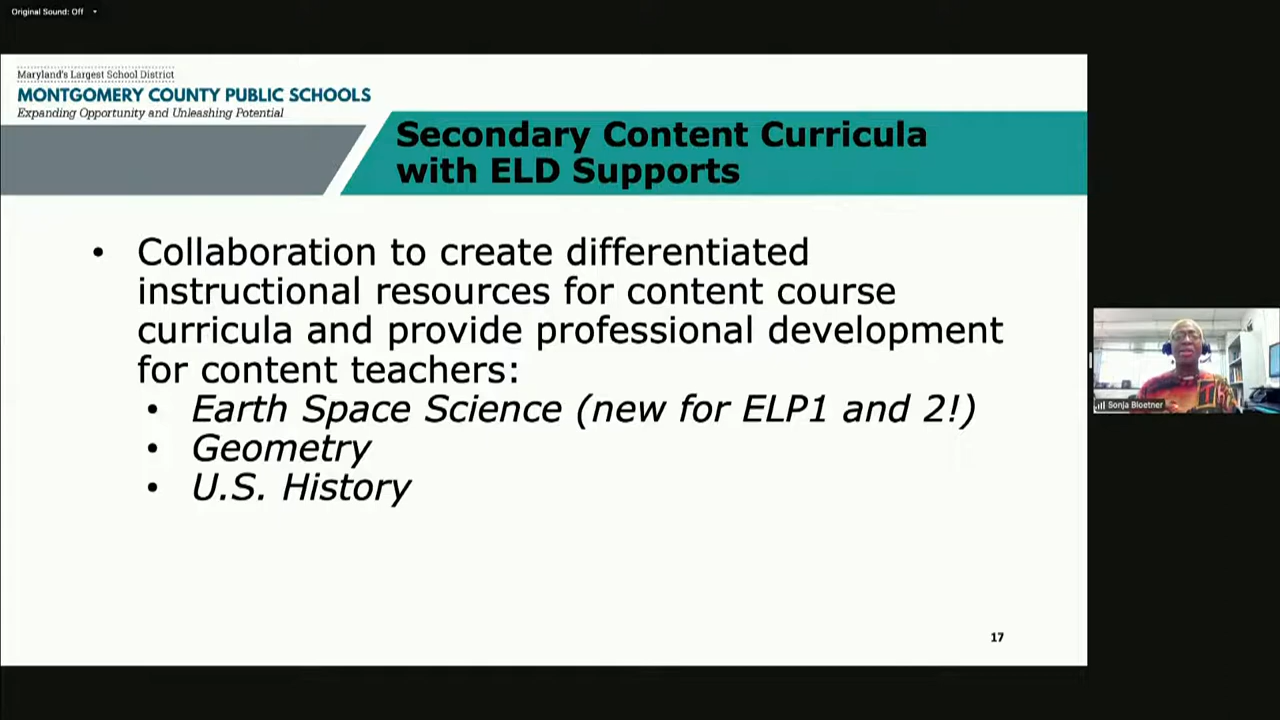 Original Sound: Off
Maryland's Largest School District
MONTGOMERY COUNTY PUBLIC SCHOOLS
Expanding Opportunity and Unleashing Potential
Secondary Content Curricula
with ELD Supports
• Collaboration to create differentiated
instructional resources for content course
curricula and provide professional development
for content teachers:
• Earth Space Science (new for ELP1 and 2!)
• Geometry
• U.S. History
Sonja Bloetner
17